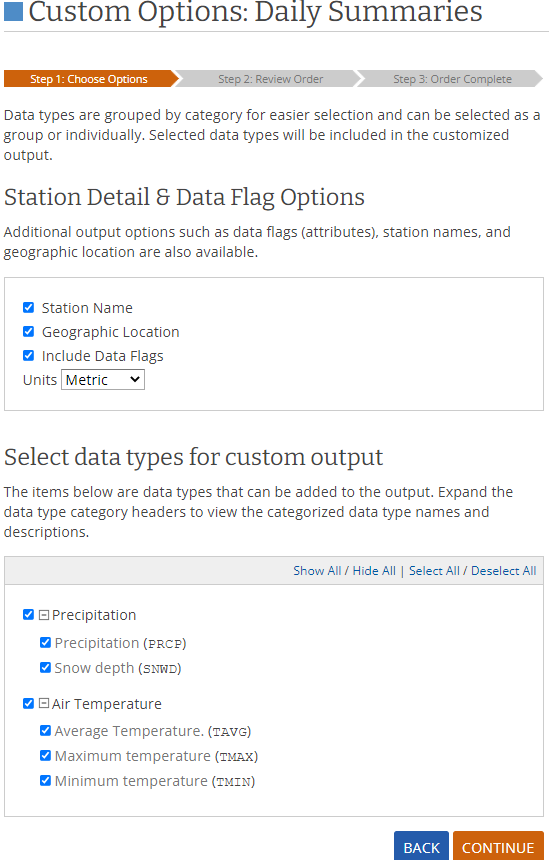 Custom Options: Daily Summaries
Step 1: Choose Options
Step 2: Review Order
Step 3: Order Complete
Data types are grouped by category for easier selection and can be selected as a
group or individually. Selected data types will be included in the customized
output.
Station Detail & Data Flag Options
Additional output options such as data flags (attributes), station names, and
geographic location are also available.
Station Name
Geographic Location
Include Data Flags
Units Metric
Select data types for custom output
The items below are data types that can be added to the output. Expand the
data type category headers to view the categorized data type names and
descriptions.
Show All / Hide All | Select All / Deselect All
Precipitation
Precipitation (PRCP)
Snow depth (SNWD)
Air Temperature
Average Temperature. (TAVG)
Maximum temperature (TMAX)
Minimum temperature (TMIN)
BACK
CONTINUE